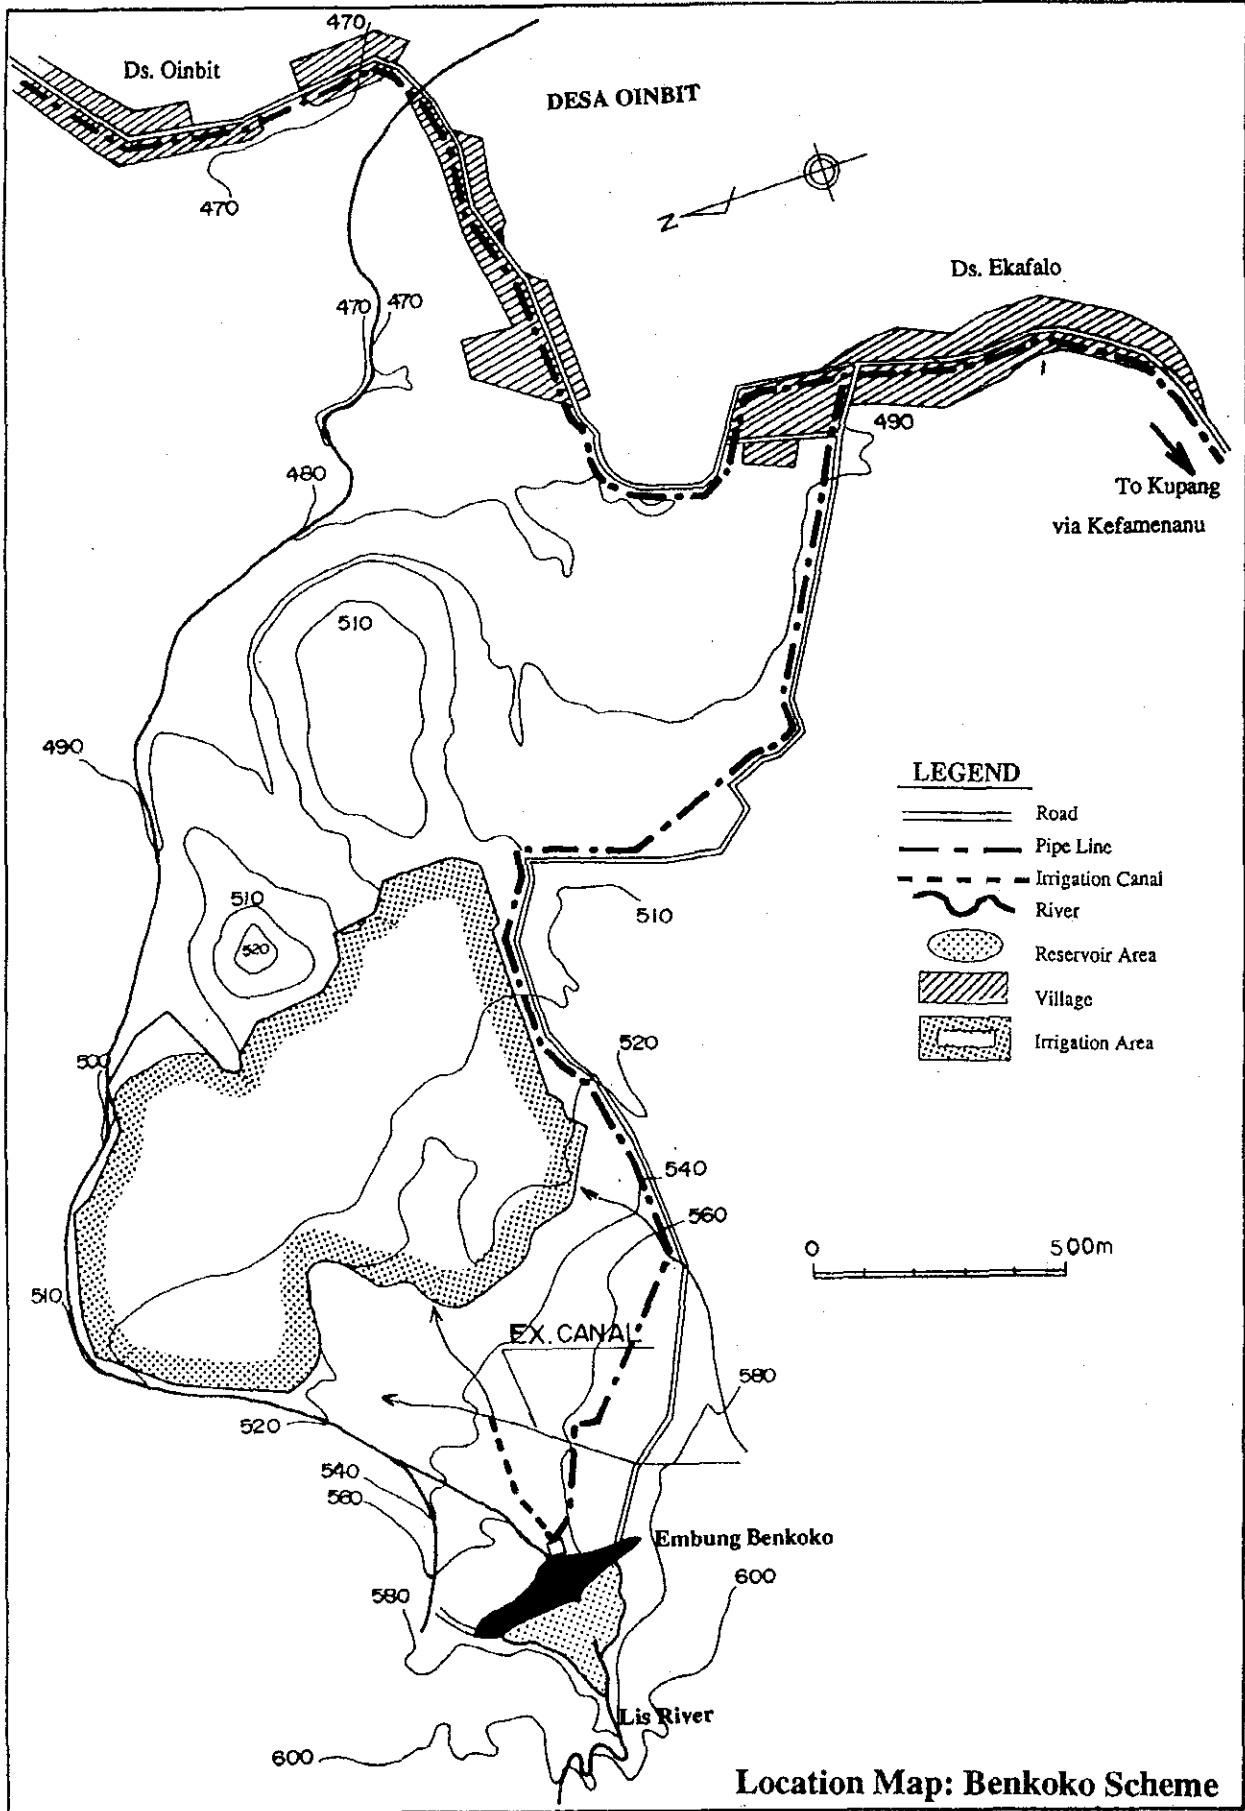 470
Ds. Oinbit
DESA OINBIT
470
N
Ds. Ekafalo
470
470
490
480
To Kupang
via Kefamenanu
510
490
LEGEND
Road
Pipe Line
Irrigation Canal
River
Reservoir Area
Village
Irrigation Area
510
510
520
520
500
540
560
0
500m
510
EX. CANAL
580
520
540
560
Embung Benkoko
600
580
Lis River
600
Location Map: Benkoko Scheme